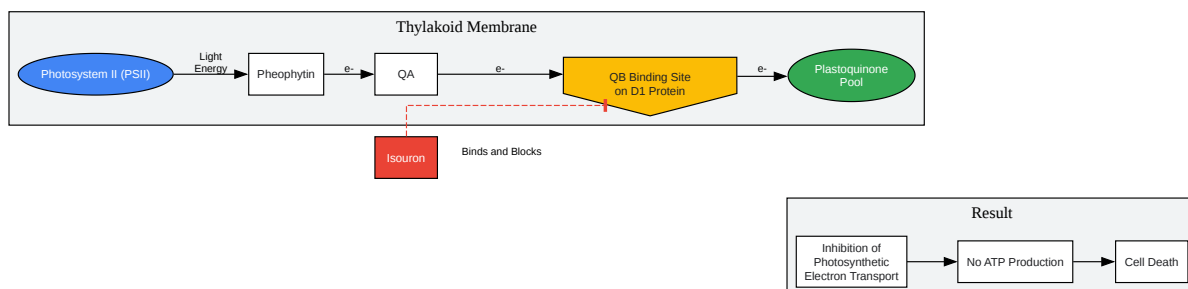 Thylakoid Membrane
Photosystem II (PSII)
Light
Energy
Pheophytin
e-
QA
e-
QB Binding Site
on D1 Protein
e-
Plastoquinone
Pool
Isouron
Binds and Blocks
Result
Inhibition of
Photosynthetic
Electron Transport
No ATP Production
Cell Death